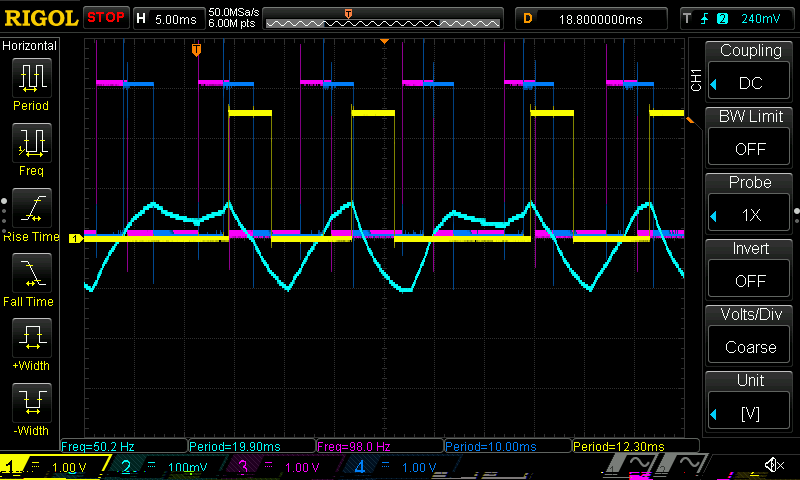 RIGOL STOP H 5.00ms 50.0MSa/s 6.00M pts T D 18.8000000ms T 2 240mV
Horizontal
Period
Freq
Rise Time
Fall Time
+Width
-Width
T
1
CH1
Coupling
DC
BW Limit
OFF
Probe
1X
Invert
OFF
Volts/Div
Coarse
Unit
[V]
Freq=50.2 Hz Period=19.90ms Freq=98.0 Hz Period=10.00ms Period=12.30ms
1 = 1.00 V 2 = 100mV 3 = 1.00 V 4 = 1.00 V